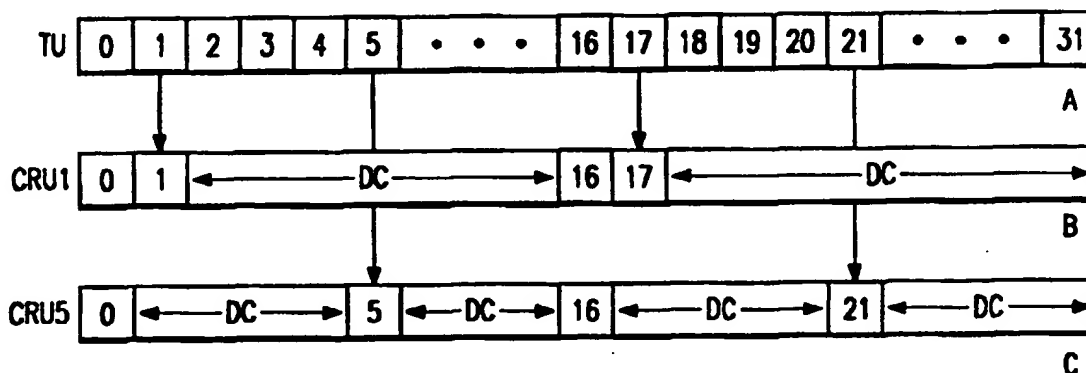 TU 0 1 2 3 4 5 • • • 16 17 18 19 20 21 • • • 31
A
CRU1 0 1 DC 16 17 DC
B
CRU5 0 DC 5 DC 16 DC 21 DC
C